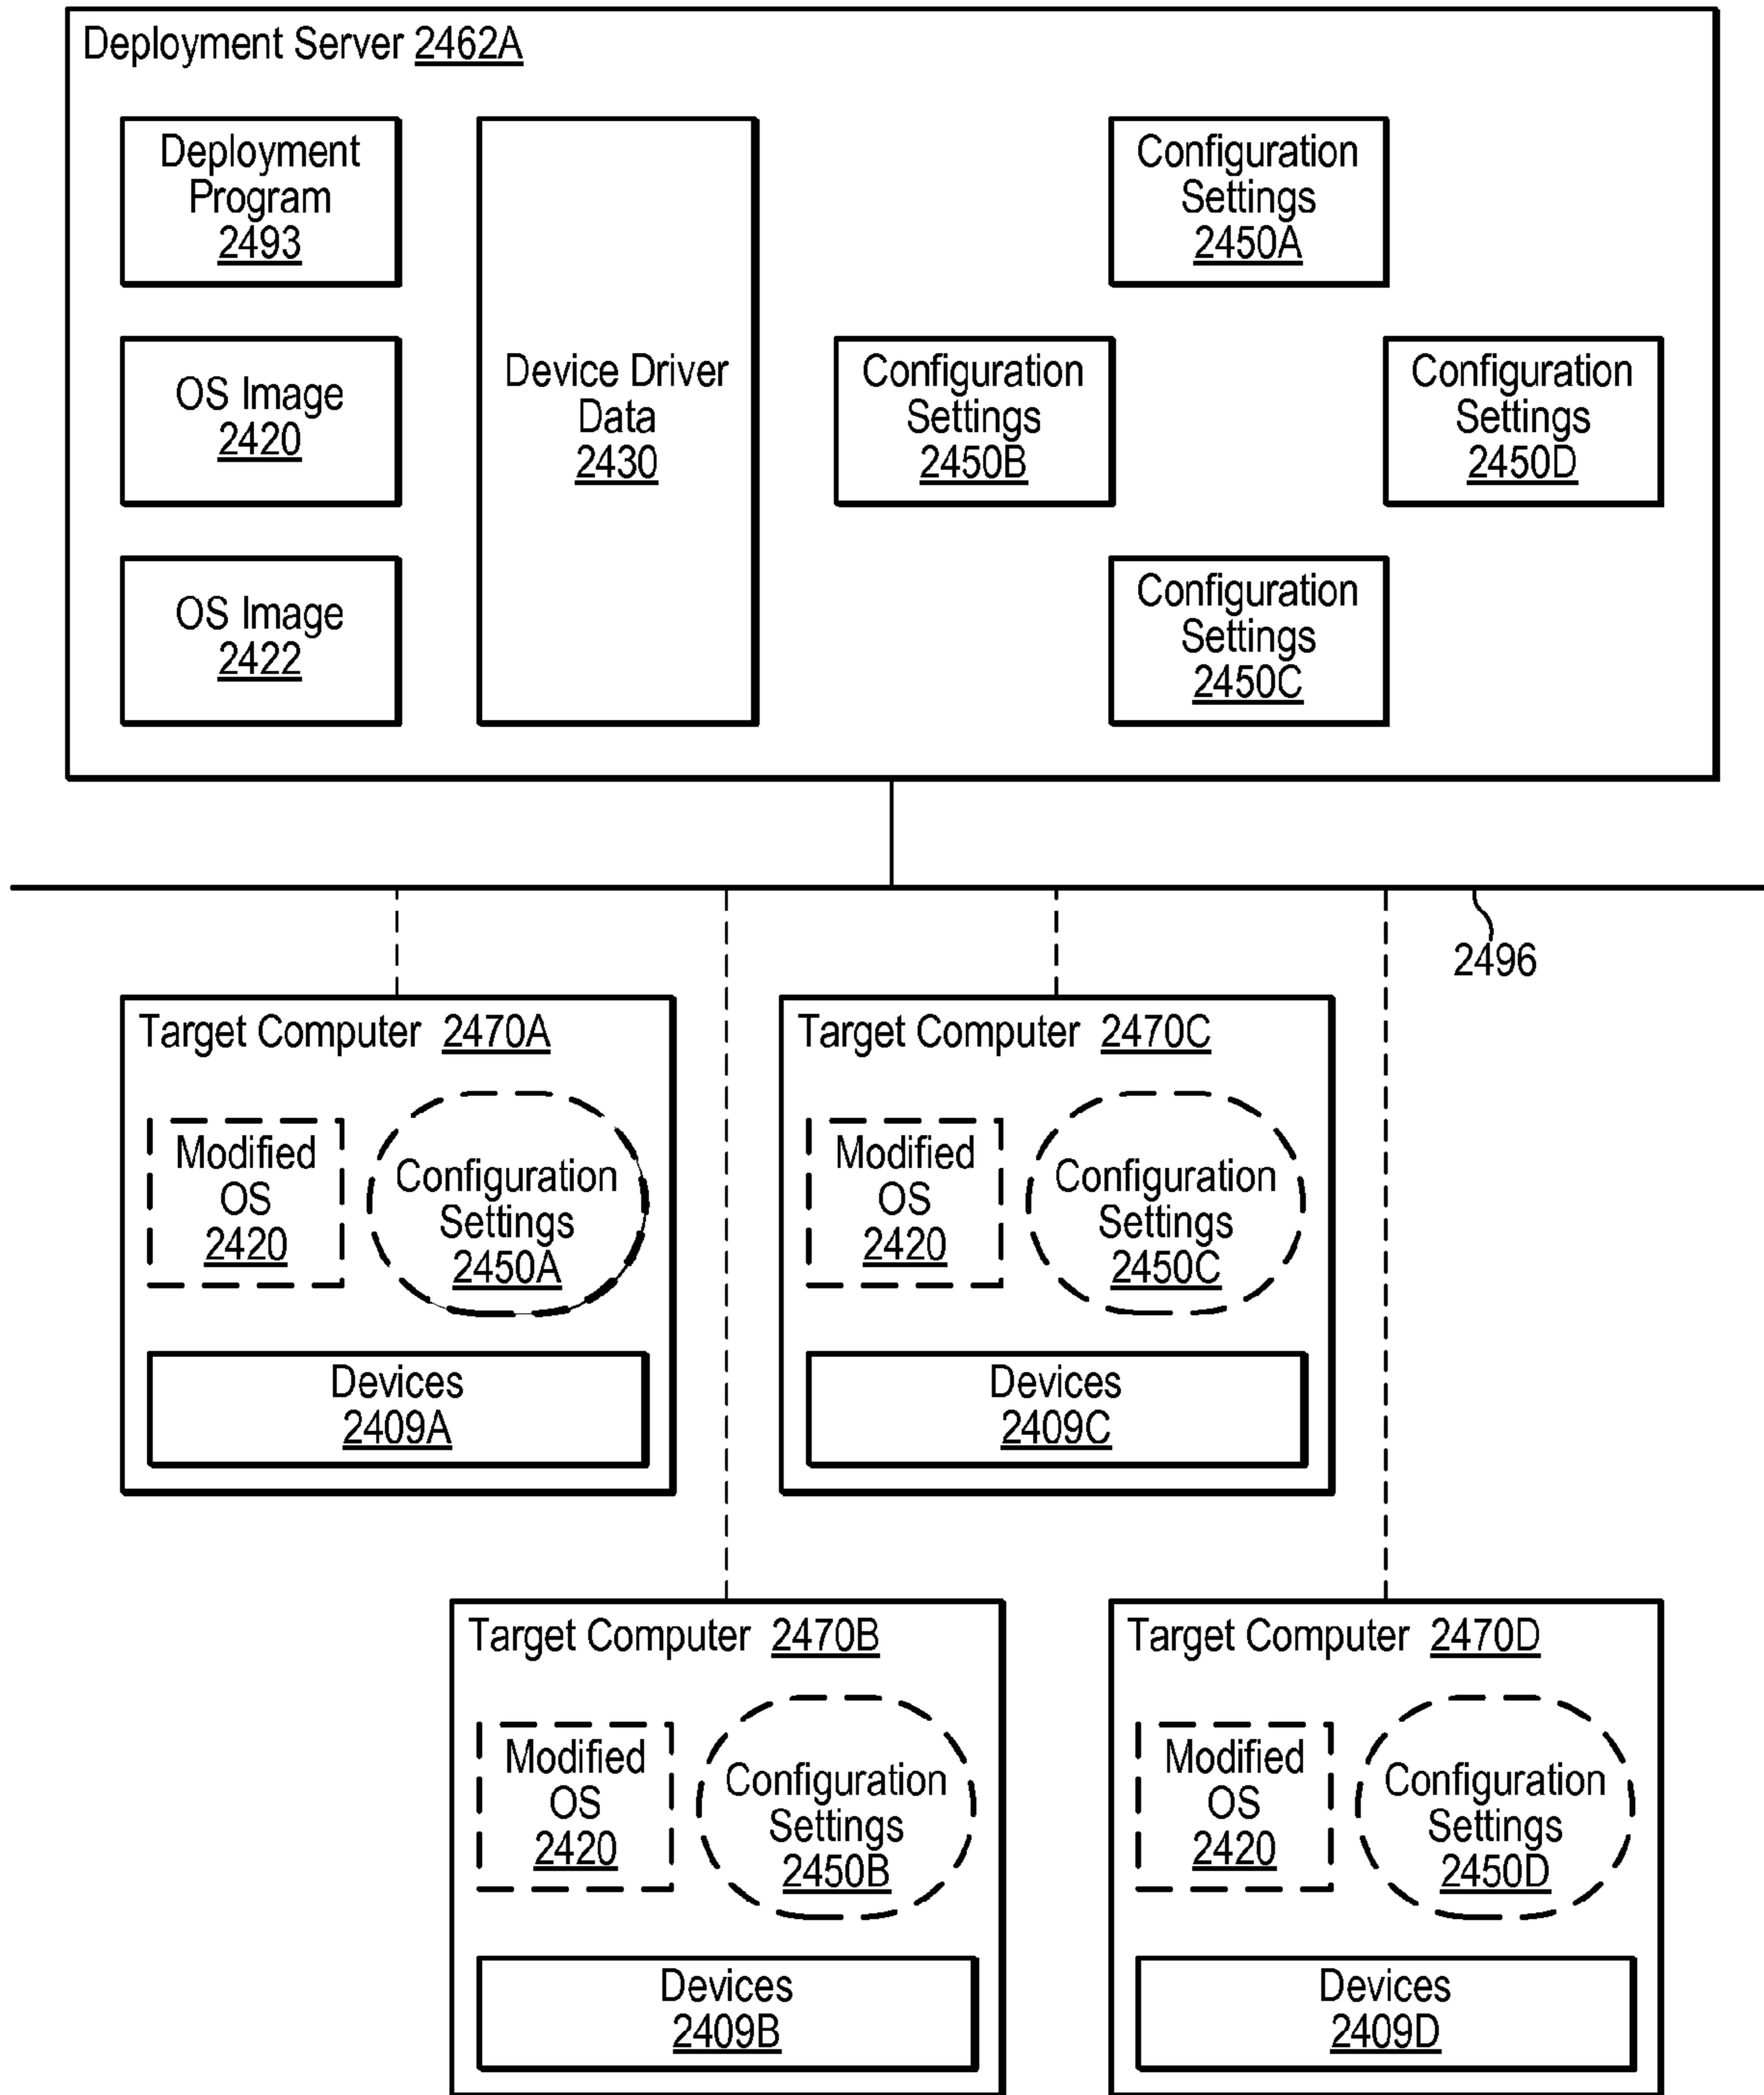 Deployment Server 2462A
Deployment
Program
2493
OS Image
2420
OS Image
2422
Device Driver
Data
2430
Configuration
Settings
2450A
Configuration
Settings
2450B
Configuration
Settings
2450D
Configuration
Settings
2450C
2496
Target Computer 2470A
Modified
OS
2420
Configuration
Settings
2450A
Devices
2409A
Target Computer 2470C
Modified
OS
2420
Configuration
Settings
2450C
Devices
2409C
Target Computer 2470B
Modified
OS
2420
Configuration
Settings
2450B
Devices
2409B
Target Computer 2470D
Modified
OS
2420
Configuration
Settings
2450D
Devices
2409D